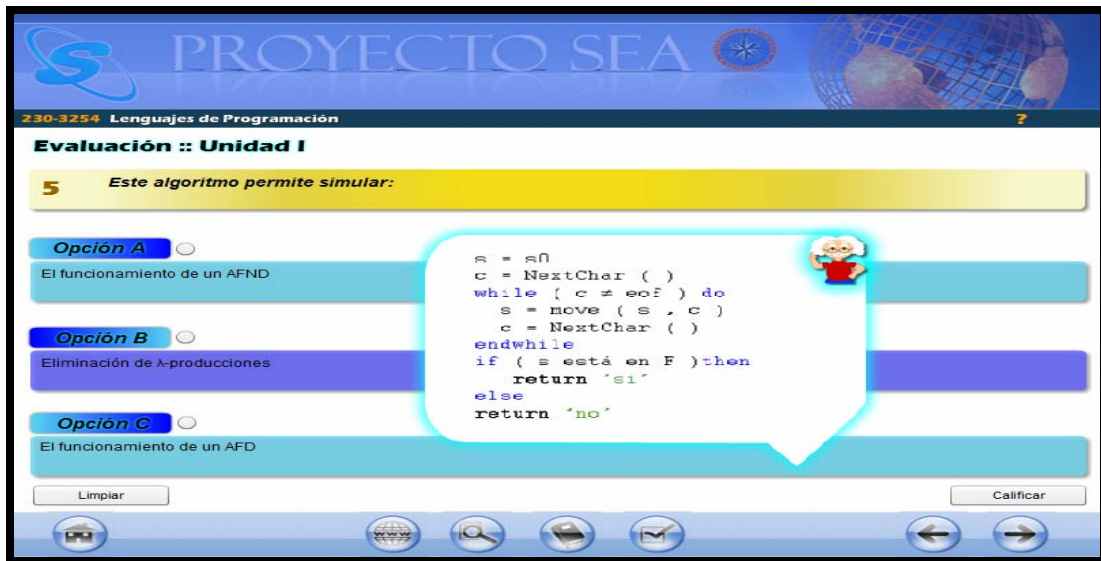 PROYECTO SEA
230-3254 Lenguajes de Programación ?
Evaluación :: Unidad I
5 Este algoritmo permite simular:
Opción A
El funcionamiento de un AFND
Opción B
Eliminación de λ-producciones
Opción C
El funcionamiento de un AFD
s = s0
c = NextChar ( )
while ( c ≠ eof ) do
s = move ( s , c )
c = NextChar ( )
endwhile
if ( s está en F )then
return ´si´
else
return ´no´
Limpiar
Calificar
www